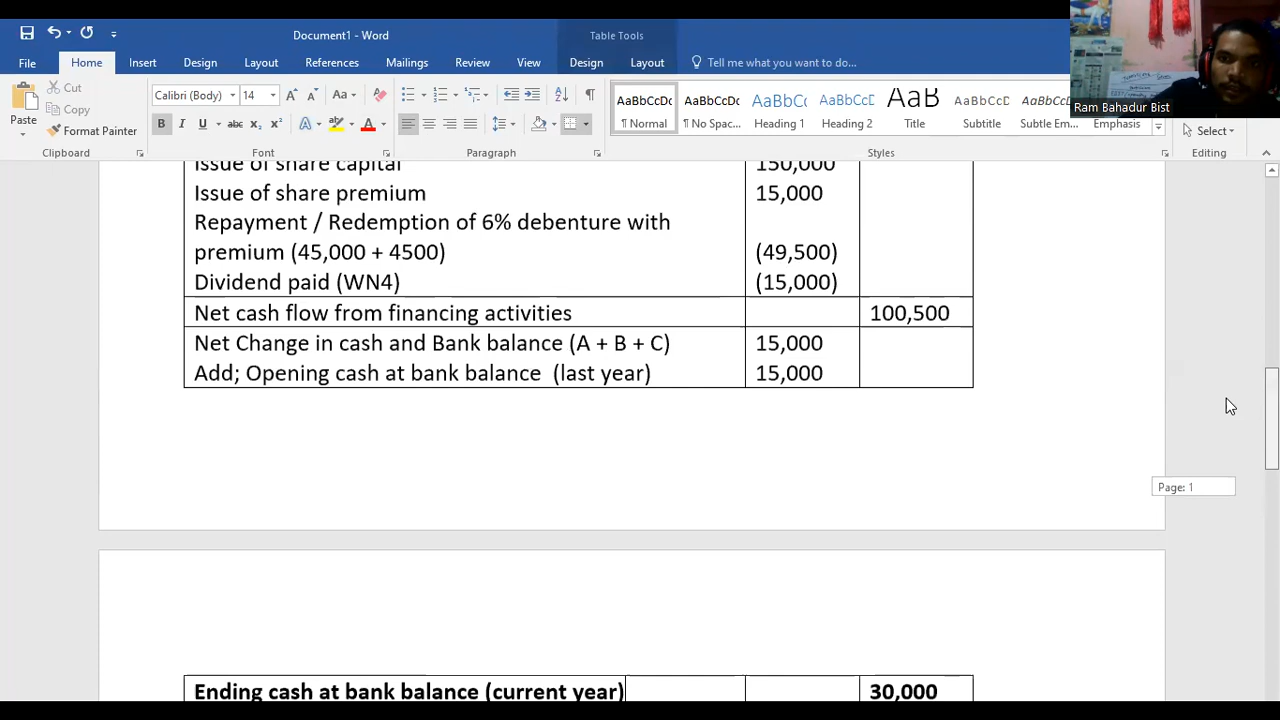 Document1 - Word
Table Tools
File Home Insert Design Layout References Mailings Review View Design Layout Tell me what you want to do...
Ram Bahadur Bist
Paste
Cut
Copy
Format Painter
Clipboard
Calibri (Body) 14
Font
Paragraph
AaBbCcDc AaBbCcDc AaBbCc AaBbCcC AaB AaBbCcC AaBbCcDc AaBbCcDc
¶ Normal ¶ No Spac... Heading 1 Heading 2 Title Subtitle Subtle Em... Emphasis
Styles
Select
Editing
Issue of share capital 150,000
Issue of share premium 15,000
Repayment / Redemption of 6% debenture with
premium (45,000 + 4500) (49,500)
Dividend paid (WN4) (15,000)
Net cash flow from financing activities 100,500
Net Change in cash and Bank balance (A + B + C) 15,000
Add; Opening cash at bank balance (last year) 15,000
Page: 1
Ending cash at bank balance (current year) 30,000